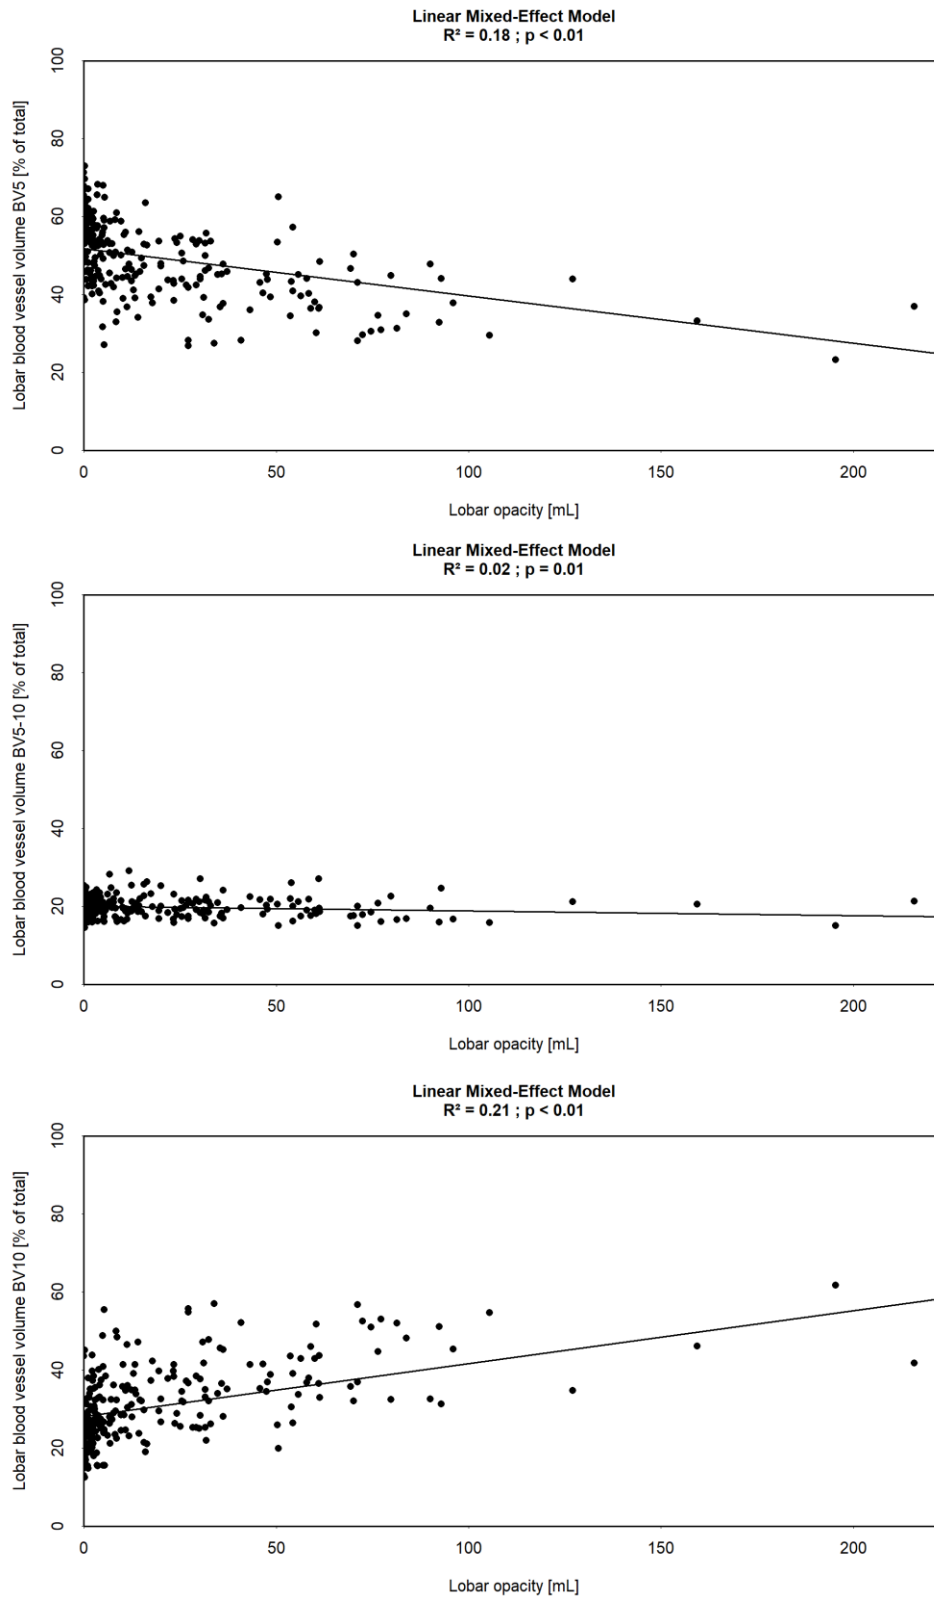 Linear Mixed-Effect Model
R² = 0.18 ; p < 0.01
Lobar blood vessel volume BV5 [% of total]
100
80
60
40
20
0
0 50 100 150 200
Lobar opacity [mL]
Linear Mixed-Effect Model
R² = 0.02 ; p = 0.01
Lobar blood vessel volume BV5-10 [% of total]
100
80
60
40
20
0
0 50 100 150 200
Lobar opacity [mL]
Linear Mixed-Effect Model
R² = 0.21 ; p < 0.01
Lobar blood vessel volume BV10 [% of total]
100
80
60
40
20
0
0 50 100 150 200
Lobar opacity [mL]